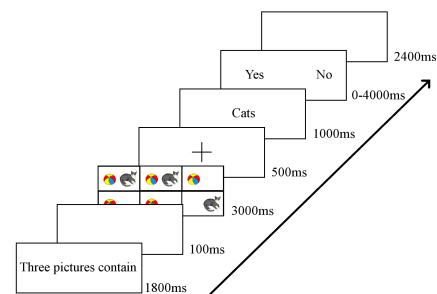 2400ms
Yes No
0-4000ms
Cats
1000ms
500ms
3000ms
100ms
Three pictures contain
1800ms